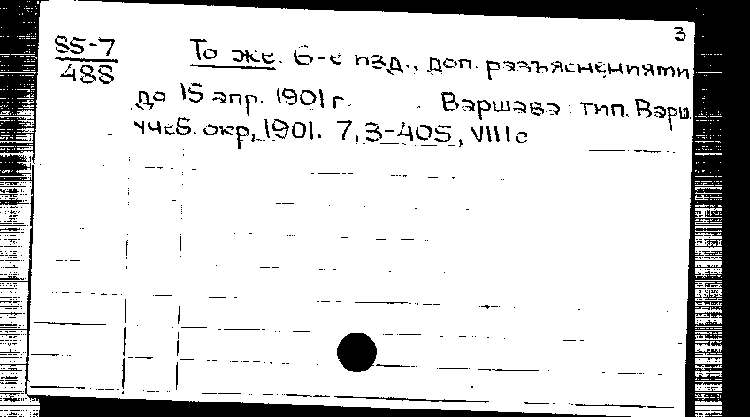 3
85-7
488
То же. 6-е изд., доп. разъяснениями
до 15 апр. 1901 г. Варшава: тип. Варш
учеб. окр, 1901. 7, 3-405, VIII с